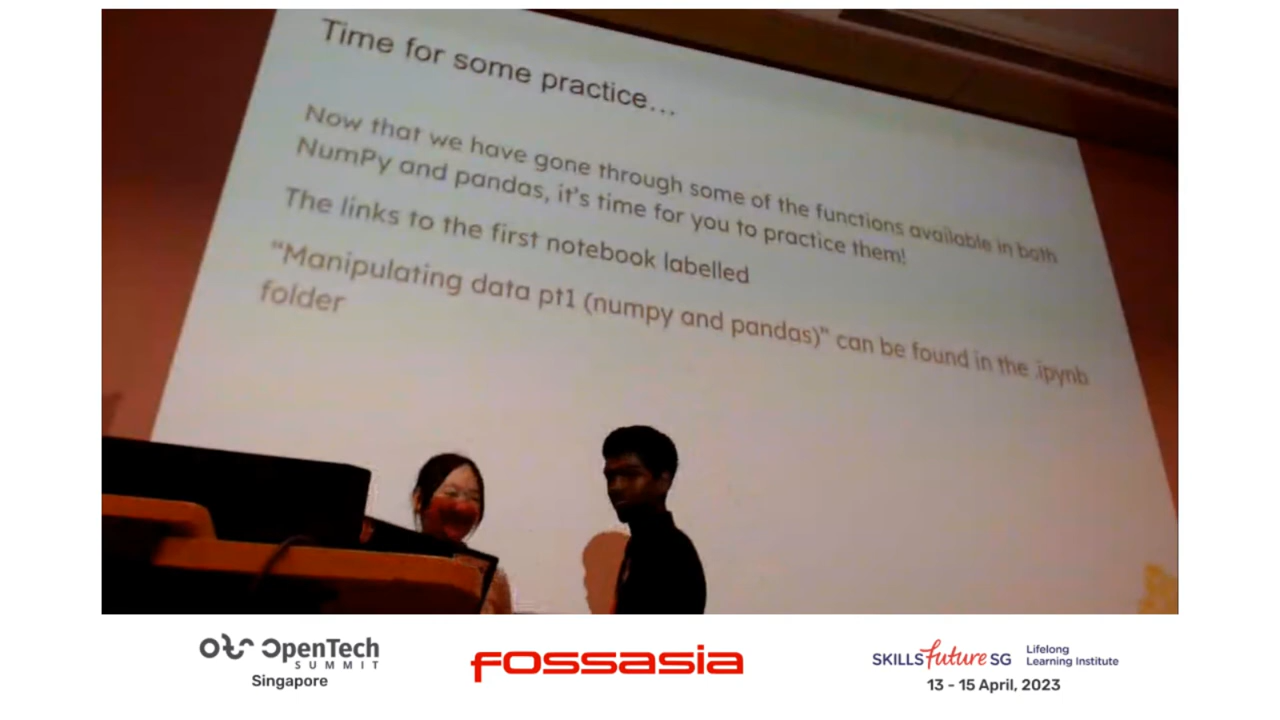 Time for some practice...
Now that we have gone through some of the functions available in both
NumPy and pandas, it's time for you to practice them!
The links to the first notebook labelled
“Manipulating data pt1 (numpy and pandas)” can be found in the .ipynb
folder
OpenTech
SUMMIT
Singapore
fossasia
SKILLS future SG
Lifelong
Learning Institute
13 - 15 April, 2023